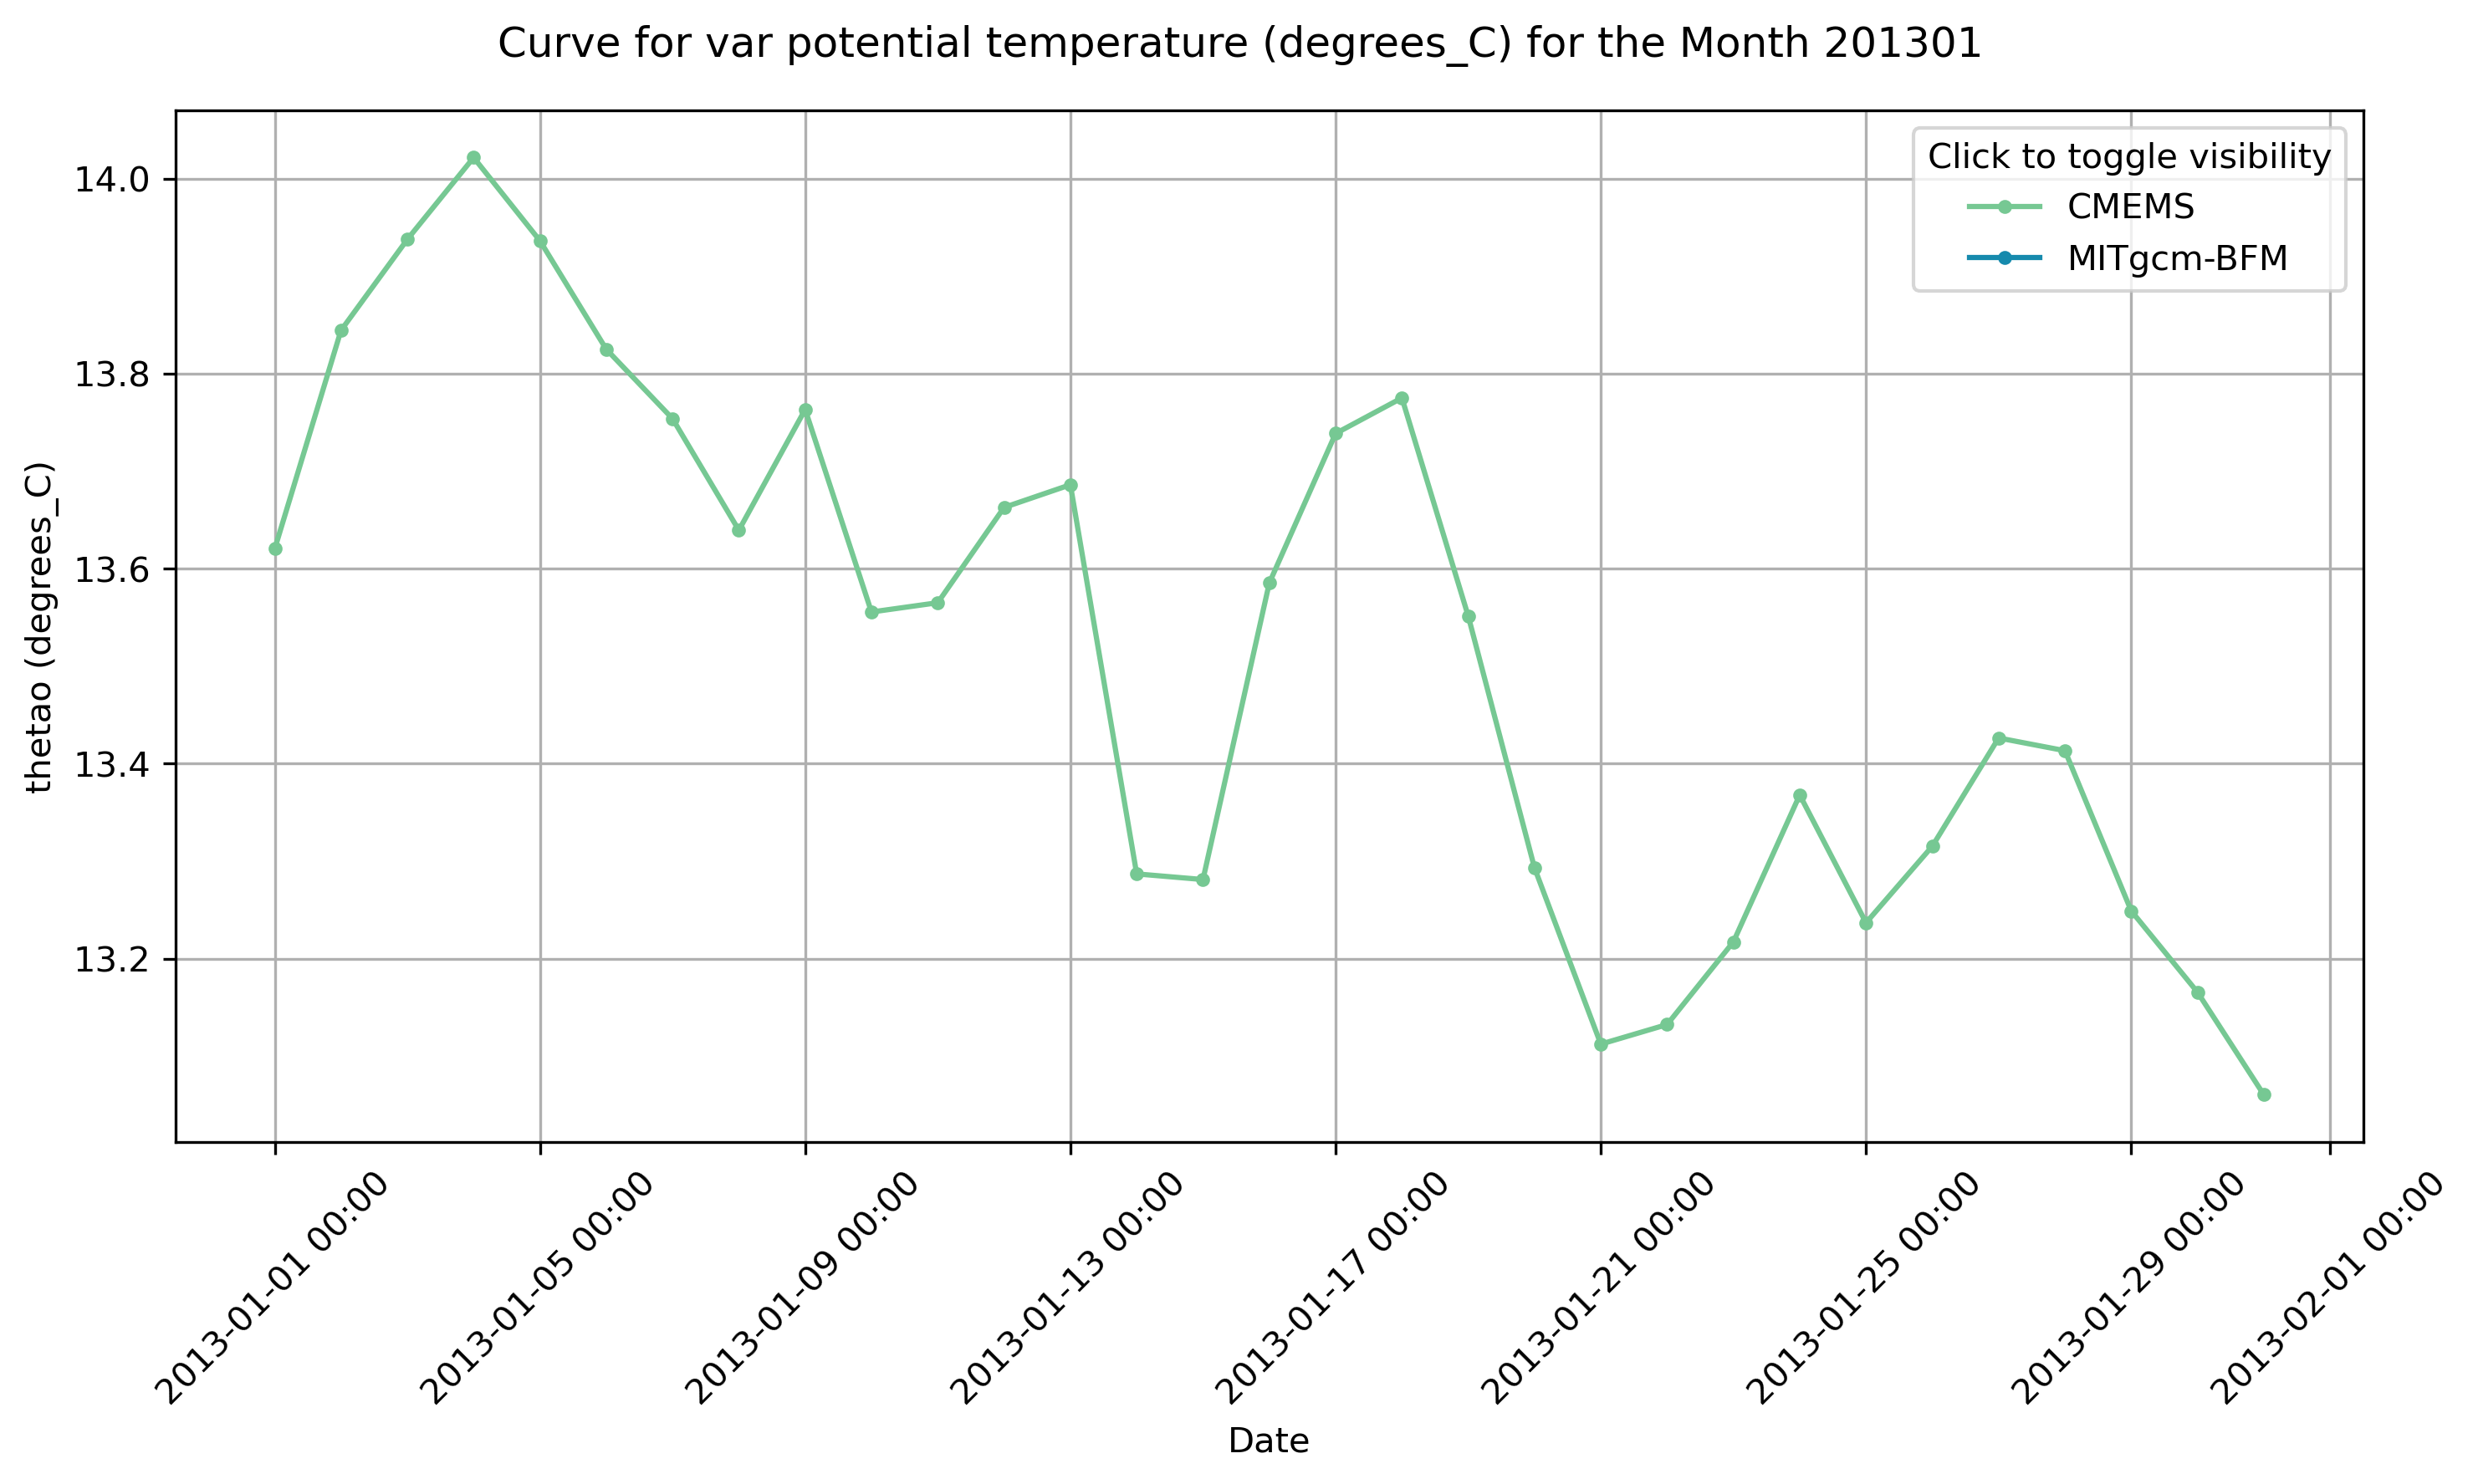 Curve for var potential temperature (degrees_C) for the Month 201301
Click to toggle visibility
CMEMS
MITgcm-BFM
thetao (degrees_C)
14.0
13.8
13.6
13.4
13.2
2013-01-01 00:00
2013-01-05 00:00
2013-01-09 00:00
2013-01-13 00:00
2013-01-17 00:00
2013-01-21 00:00
2013-01-25 00:00
2013-01-29 00:00
2013-02-01 00:00
Date